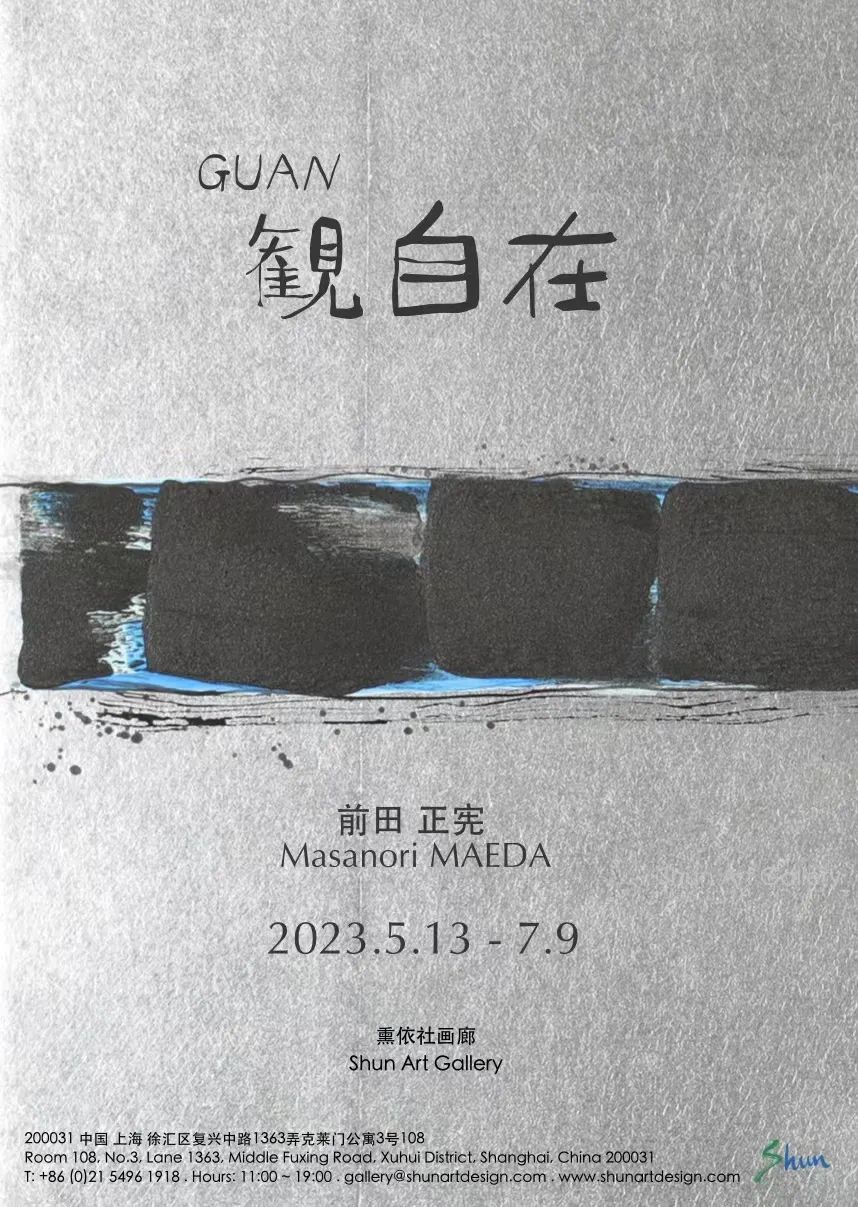 GUAN
観自在
前田 正宪
Masanori MAEDA
2023.5.13 - 7.9
熏依社画廊
Shun Art Gallery
200031 中国 上海 徐汇区复兴中路1363弄克莱门公寓3号108
Room 108, No.3, Lane 1363, Middle Fuxing Road, Xuhui District, Shanghai, China 200031
T: +86 (0)21 5496 1918 . Hours: 11:00 ~ 19:00 . gallery@shunartdesign.com . www.shunartdesign.com
Shun